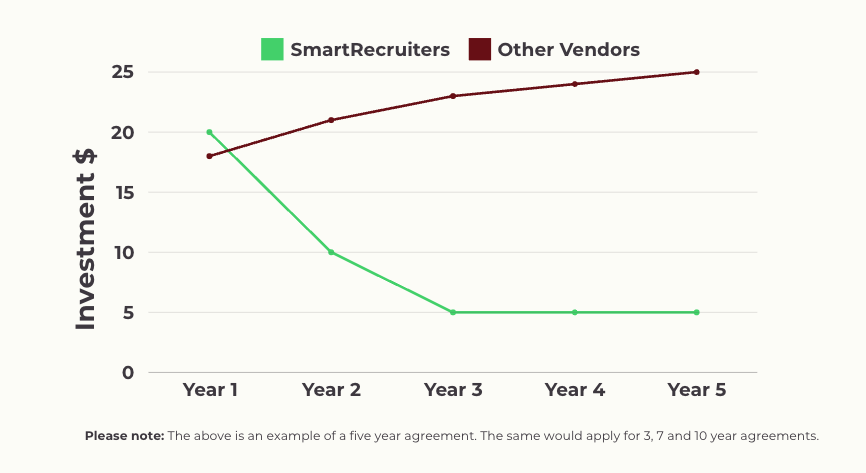 SmartRecruiters Other Vendors
25
20
15
10
5
0
Investment $
Year 1 Year 2 Year 3 Year 4 Year 5
Please note: The above is an example of a five year agreement. The same would apply for 3, 7 and 10 year agreements.